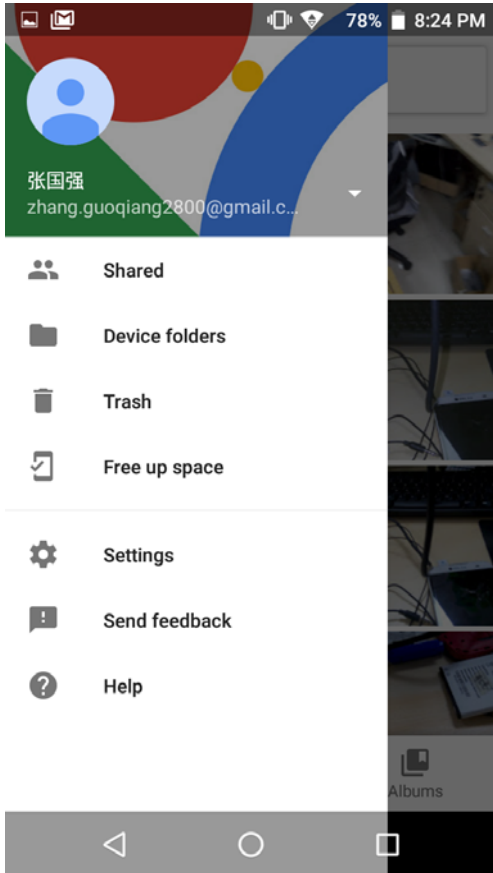 78% 8:24 PM
张国强
zhang.guoqiang2800@gmail.c...
Shared
Device folders
Trash
Free up space
Settings
Send feedback
Help
Albums